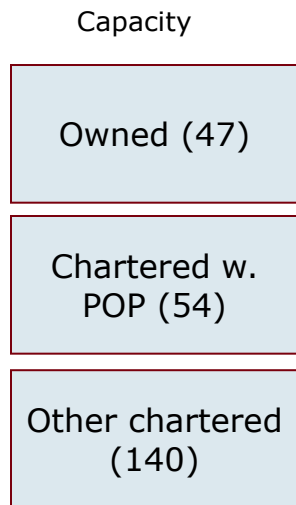 Capacity
Owned (47)
Chartered w.
POP (54)
Other chartered
(140)